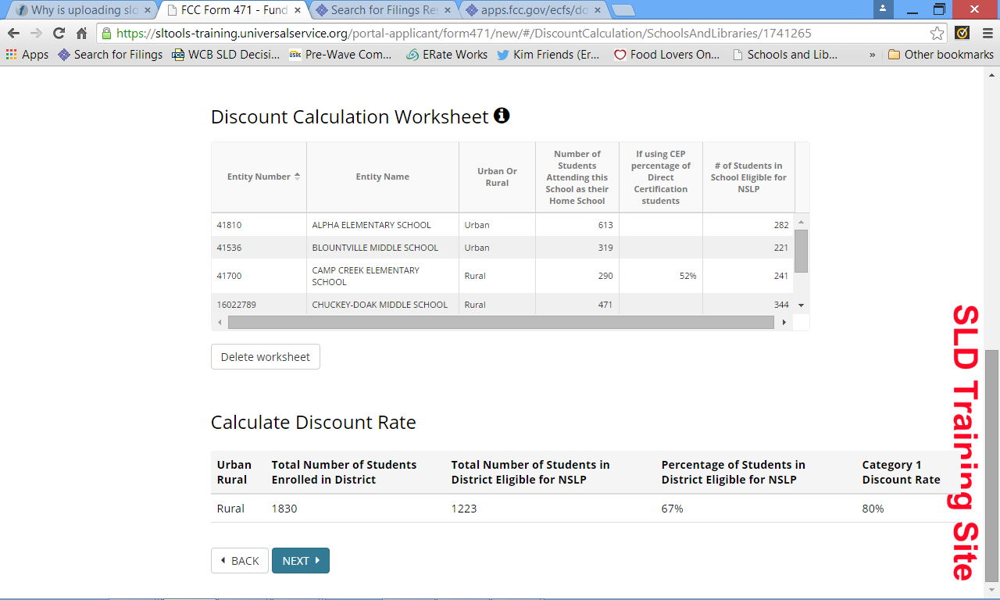 Why is uploading slo
FCC Form 471 - Fund
Search for Filings Res
apps.fcc.gov/ecfs/do
https://sltools-training.universalservice.org/portal-applicant/form471/new/#/DiscountCalculation/SchoolsAndLibraries/1741265
Apps
Search for Filings
WCB SLD Decisi...
Pre-Wave Com...
ERate Works
Kim Friends (Er...
Food Lovers On...
Schools and Lib...
»
Other bookmarks
Discount Calculation Worksheet
Entity Number
Entity Name
Urban Or
Rural
Number of
Students
Attending this
School as their
Home School
If using CEP
percentage of
Direct
Certification
students
# of Students in
School Eligible for
NSLP
41810 ALPHA ELEMENTARY SCHOOL Urban 613 282
41536 BLOUNTVILLE MIDDLE SCHOOL Urban 319 221
41700 CAMP CREEK ELEMENTARY
SCHOOL Rural 290 52% 241
16022789 CHUCKEY-DOAK MIDDLE SCHOOL Rural 471 344
Delete worksheet
Calculate Discount Rate
Urban
Rural
Total Number of Students
Enrolled in District
Total Number of Students in
District Eligible for NSLP
Percentage of Students in
District Eligible for NSLP
Category 1
Discount Rate
Rural 1830 1223 67% 80%
BACK
NEXT
SLD Training Site